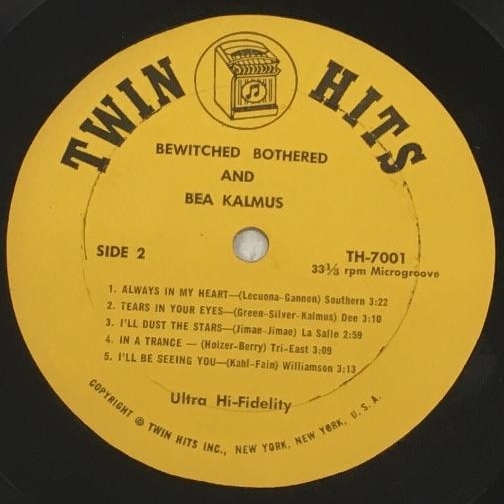 TWIN HITS
BEWITCHED BOTHERED
AND
BEA KALMUS
SIDE 2
TH-7001
33⅓ rpm Microgroove
1. ALWAYS IN MY HEART—(Lecuona-Gannon) Southern 3:22
2. TEARS IN YOUR EYES—(Green-Silver-Kalmus) Dee 3:10
3. I'LL DUST THE STARS—(Jimae-Jimae) La Salle 2:59
4. IN A TRANCE — (Holzer-Berry) Tri-East 3:09
5. I'LL BE SEEING YOU—(Kahl-Fain) Williamson 3:13
Ultra Hi-Fidelity
COPYRIGHT © TWIN HITS INC., NEW YORK, NEW YORK, U. S. A.